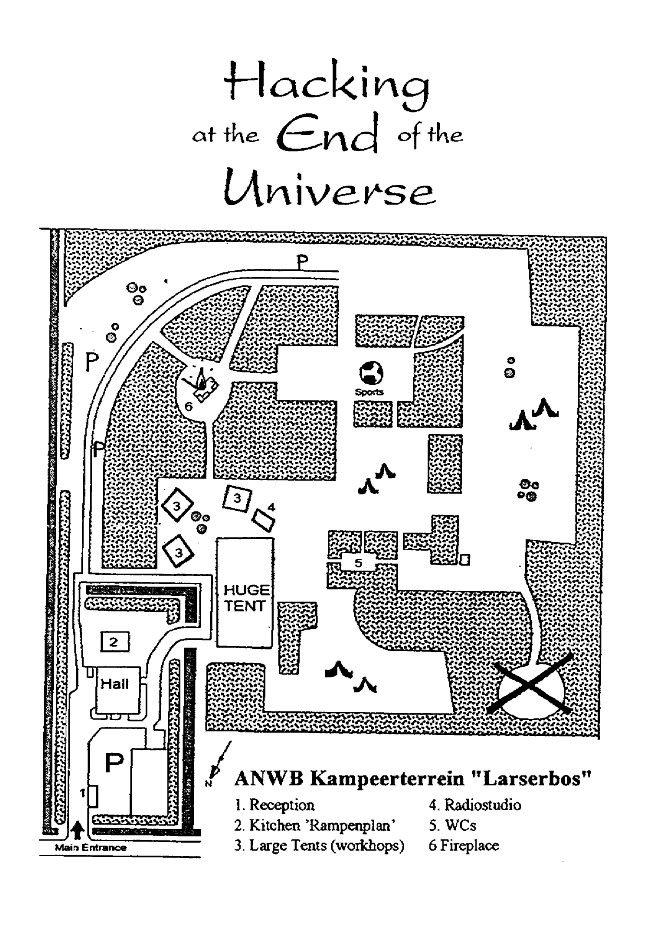 Hacking
at the End of the
Universe
P
P
Sports
6
P
3
3
4
3
5
HUGE
TENT
2
Hall
P
1
N
Main Entrance
ANWB Kampeerterrein "Larserbos"
1. Reception
2. Kitchen 'Rampenplan'
3. Large Tents (workhops)
4. Radiostudio
5. WCs
6 Fireplace